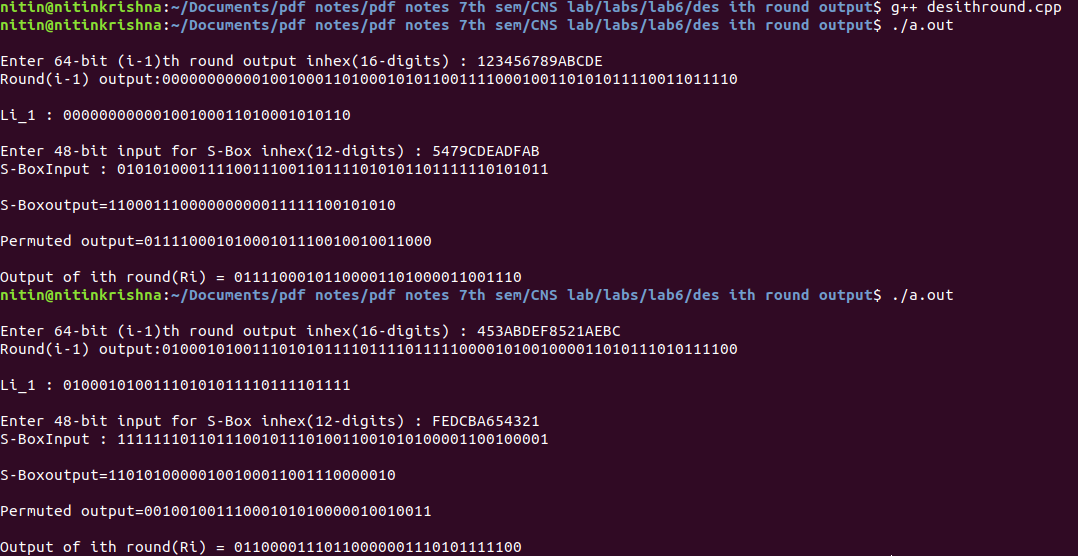 nitin@nitinkrishna:~/Documents/pdf notes/pdf notes 7th sem/CNS lab/labs/lab6/des ith round output$ g++ desithround.cpp
nitin@nitinkrishna:~/Documents/pdf notes/pdf notes 7th sem/CNS lab/labs/lab6/des ith round output$ ./a.out
Enter 64-bit (i-1)th round output inhex(16-digits) : 123456789ABCDE
Round(i-1) output:0000000000010010001101000101011001111000100110101011110011011110
Li_1 : 00000000000100100011010001010110
Enter 48-bit input for S-Box inhex(12-digits) : 5479CDEADFAB
S-BoxInput : 010101000111100111001101111010101101111110101011
S-Boxoutput=11000111000000000011111100101010
Permuted output=01111000101000101110010010011000
Output of ith round(Ri) = 01111000101100001101000011001110
nitin@nitinkrishna:~/Documents/pdf notes/pdf notes 7th sem/CNS lab/labs/lab6/des ith round output$ ./a.out
Enter 64-bit (i-1)th round output inhex(16-digits) : 453ABDEF8521AEBC
Round(i-1) output:0100010100111010101111011110111110000101001000011010111010111100
Li_1 : 01000101001110101011110111101111
Enter 48-bit input for S-Box inhex(12-digits) : FEDCBA654321
S-BoxInput : 111111101101110010111010011001010100001100100001
S-Boxoutput=11010100000100100011001110000010
Permuted output=00100100111000101010000010010011
Output of ith round(Ri) = 01100001110110000001110101111100